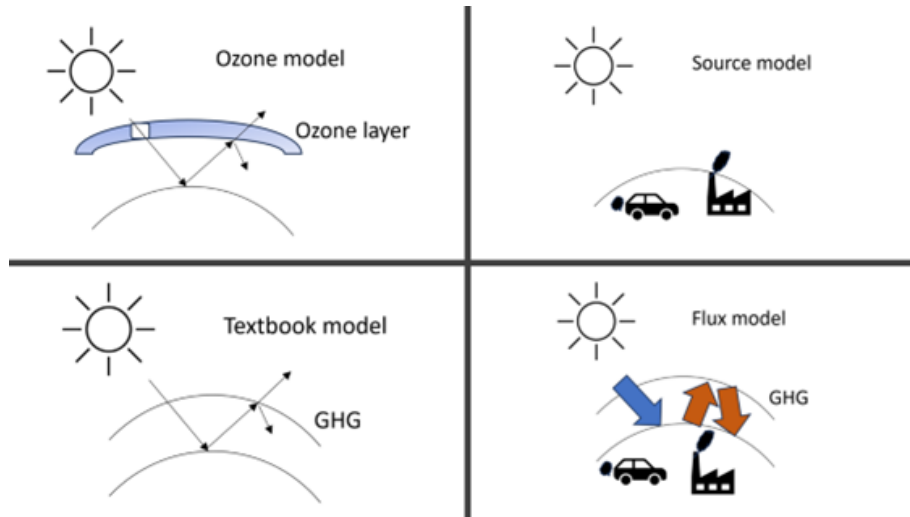 Ozone model
Ozone layer
Source model
Textbook model
GHG
Flux model
GHG